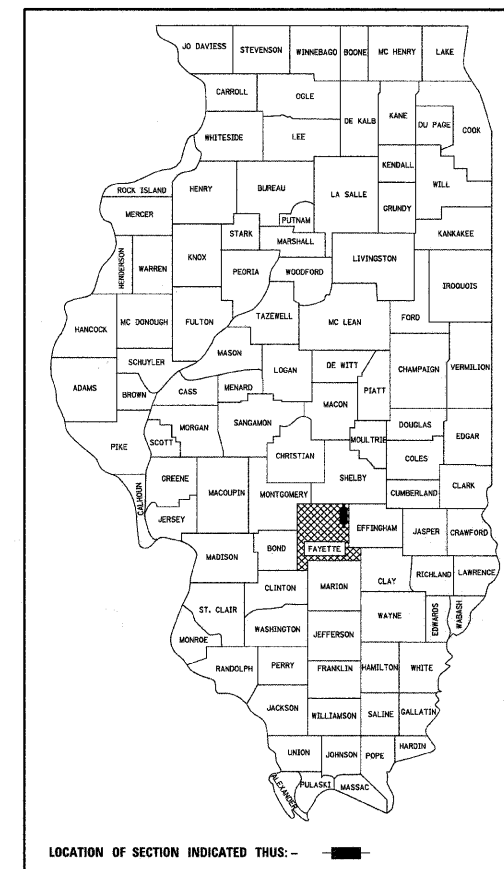 JO DAVIESS STEVENSON WINNEBAGO BOONE MC HENRY LAKE
CARROLL OGLE
DE KALB KANE DU PAGE COOK
WHITESIDE LEE
KENDALL WILL
ROCK ISLAND HENRY BUREAU LA SALLE GRUNDY
MERCER PUTNAM
STARK MARSHALL KANKAKEE
HENDERSON WARREN KNOX PEORIA WOODFORD LIVINGSTON
IROQUOIS
HANCOCK MC DONOUGH FULTON TAZEWELL MC LEAN FORD
SCHUYLER MASON CHAMPAIGN VERMILION
ADAMS BROWN CASS MENARD LOGAN DE WITT PIATT
MACON
PIKE SCOTT MORGAN SANGAMON MOULTRIE DOUGLAS EDGAR
CHRISTIAN COLES
SHELBY
CALHOUN GREENE MACOUPIN MONTGOMERY CUMBERLAND CLARK
JERSEY EFFINGHAM JASPER CRAWFORD
BOND FAYETTE
MADISON
CLINTON MARION CLAY RICHLAND LAWRENCE
ST. CLAIR WAYNE EDWARDS WABASH
MONROE WASHINGTON JEFFERSON
RANDOLPH PERRY FRANKLIN HAMILTON WHITE
JACKSON WILLIAMSON SALINE GALLATIN
UNION JOHNSON POPE HARDIN
ALEXANDER PULASKI MASSAC
LOCATION OF SECTION INDICATED THUS: -